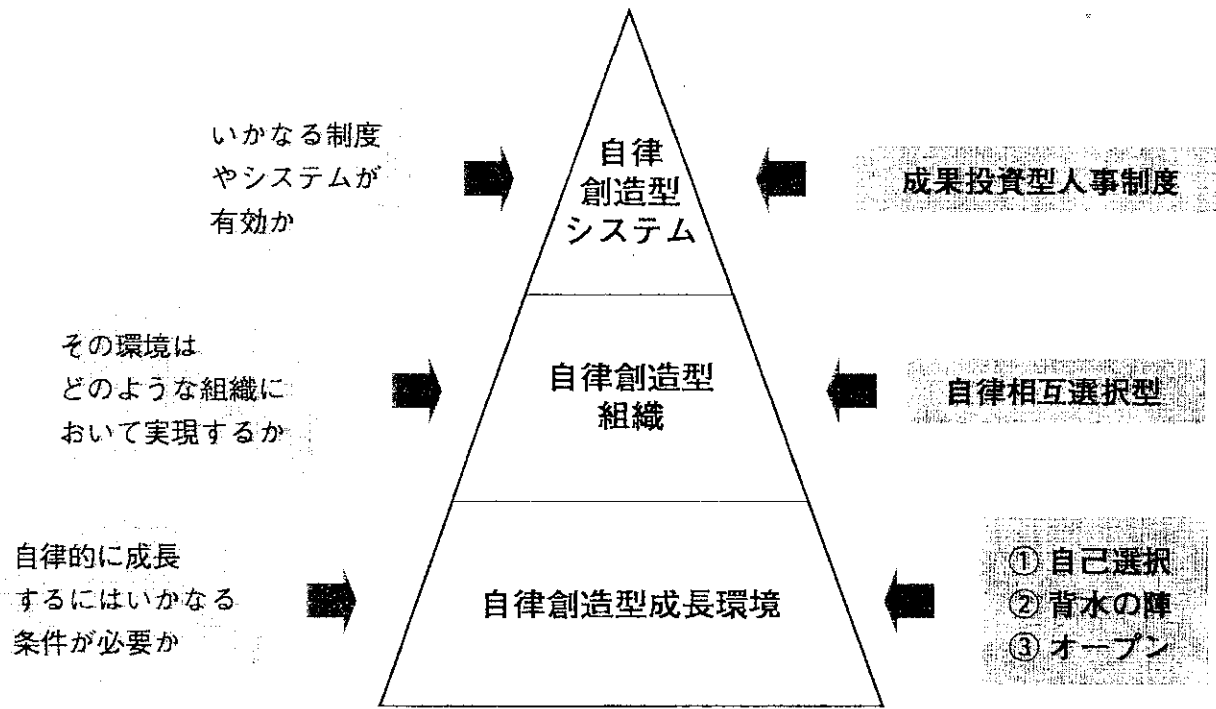 いかなる制度
やシステムが
有効か
自律
創造型
システム
成果投資型人事制度
その環境は
どのような組織に
おいて実現するか
自律創造型
組織
自律相互選択型
自律的に成長
するにはいかなる
条件が必要か
自律創造型成長環境
① 自己選択
② 背水の陣
③ オープン